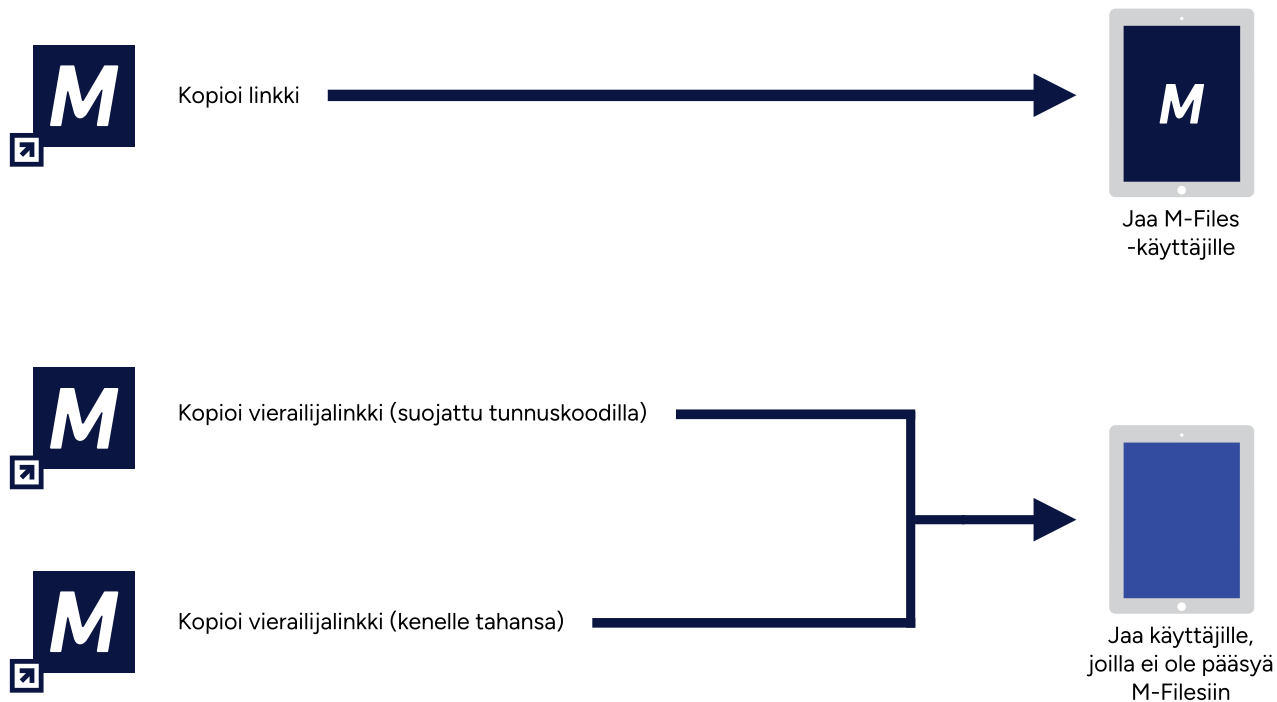 M
Kopioi linkki
M
Jaa M-Files
-käyttäjille
M
Kopioi vierailijalinkki (suojattu tunnuskoodilla)
M
Kopioi vierailijalinkki (kenelle tahansa)
Jaa käyttäjille,
joilla ei ole pääsyä
M-Filesiin